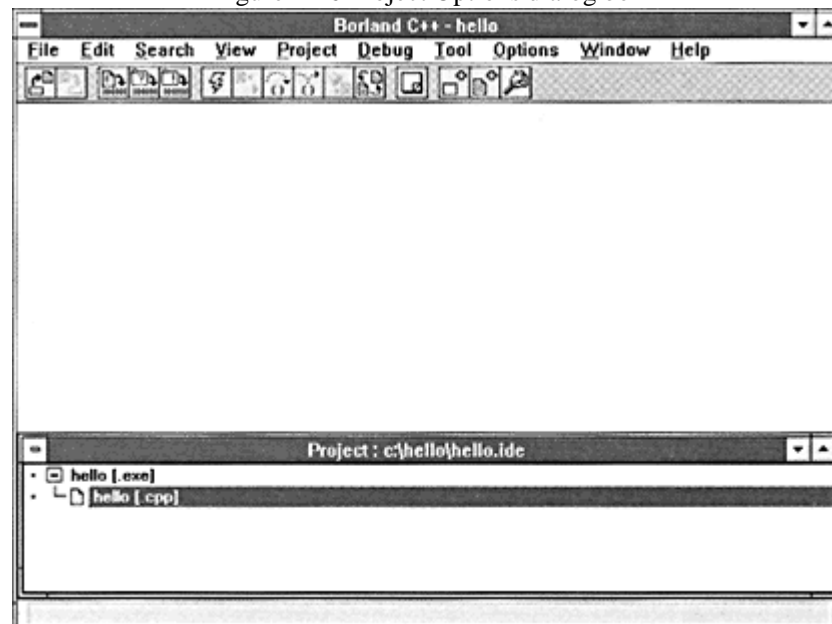 Borland C++ - hello
File Edit Search View Project Debug Tool Options Window Help
Project : c:\hello\hello.ide
hello [.exe]
hello [.cpp]